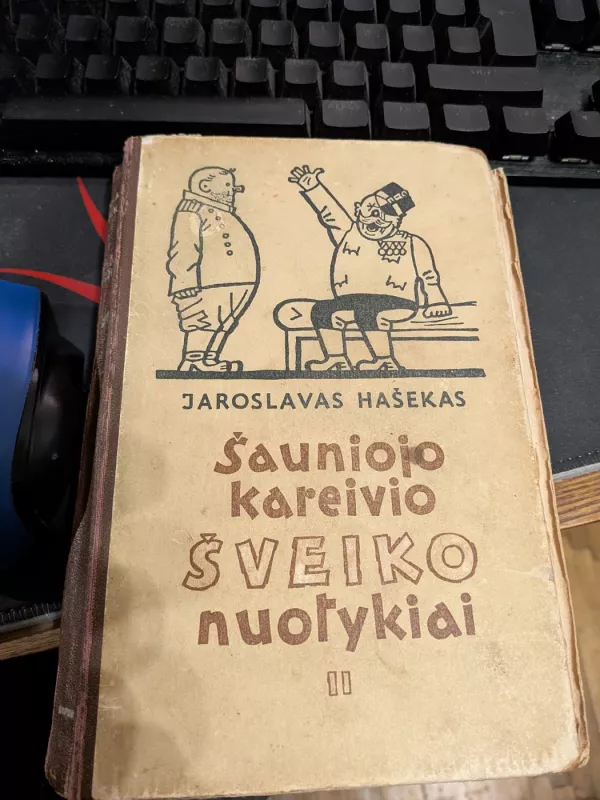 JAROSLAVAS HAŠEKAS
Šauniojo
kareivio
ŠVEIKO
nuotykiai
II